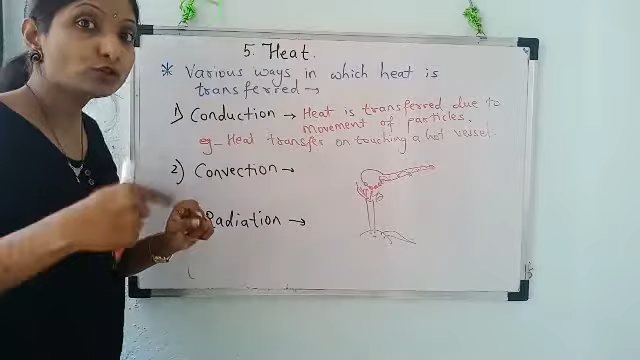 5. Heat.
* Various ways in which heat is
transferred →
1) Conduction → Heat is transferred due to
movement of particles.
eg - Heat transfer on touching a hot vessel.
2) Convection →
Radiation →